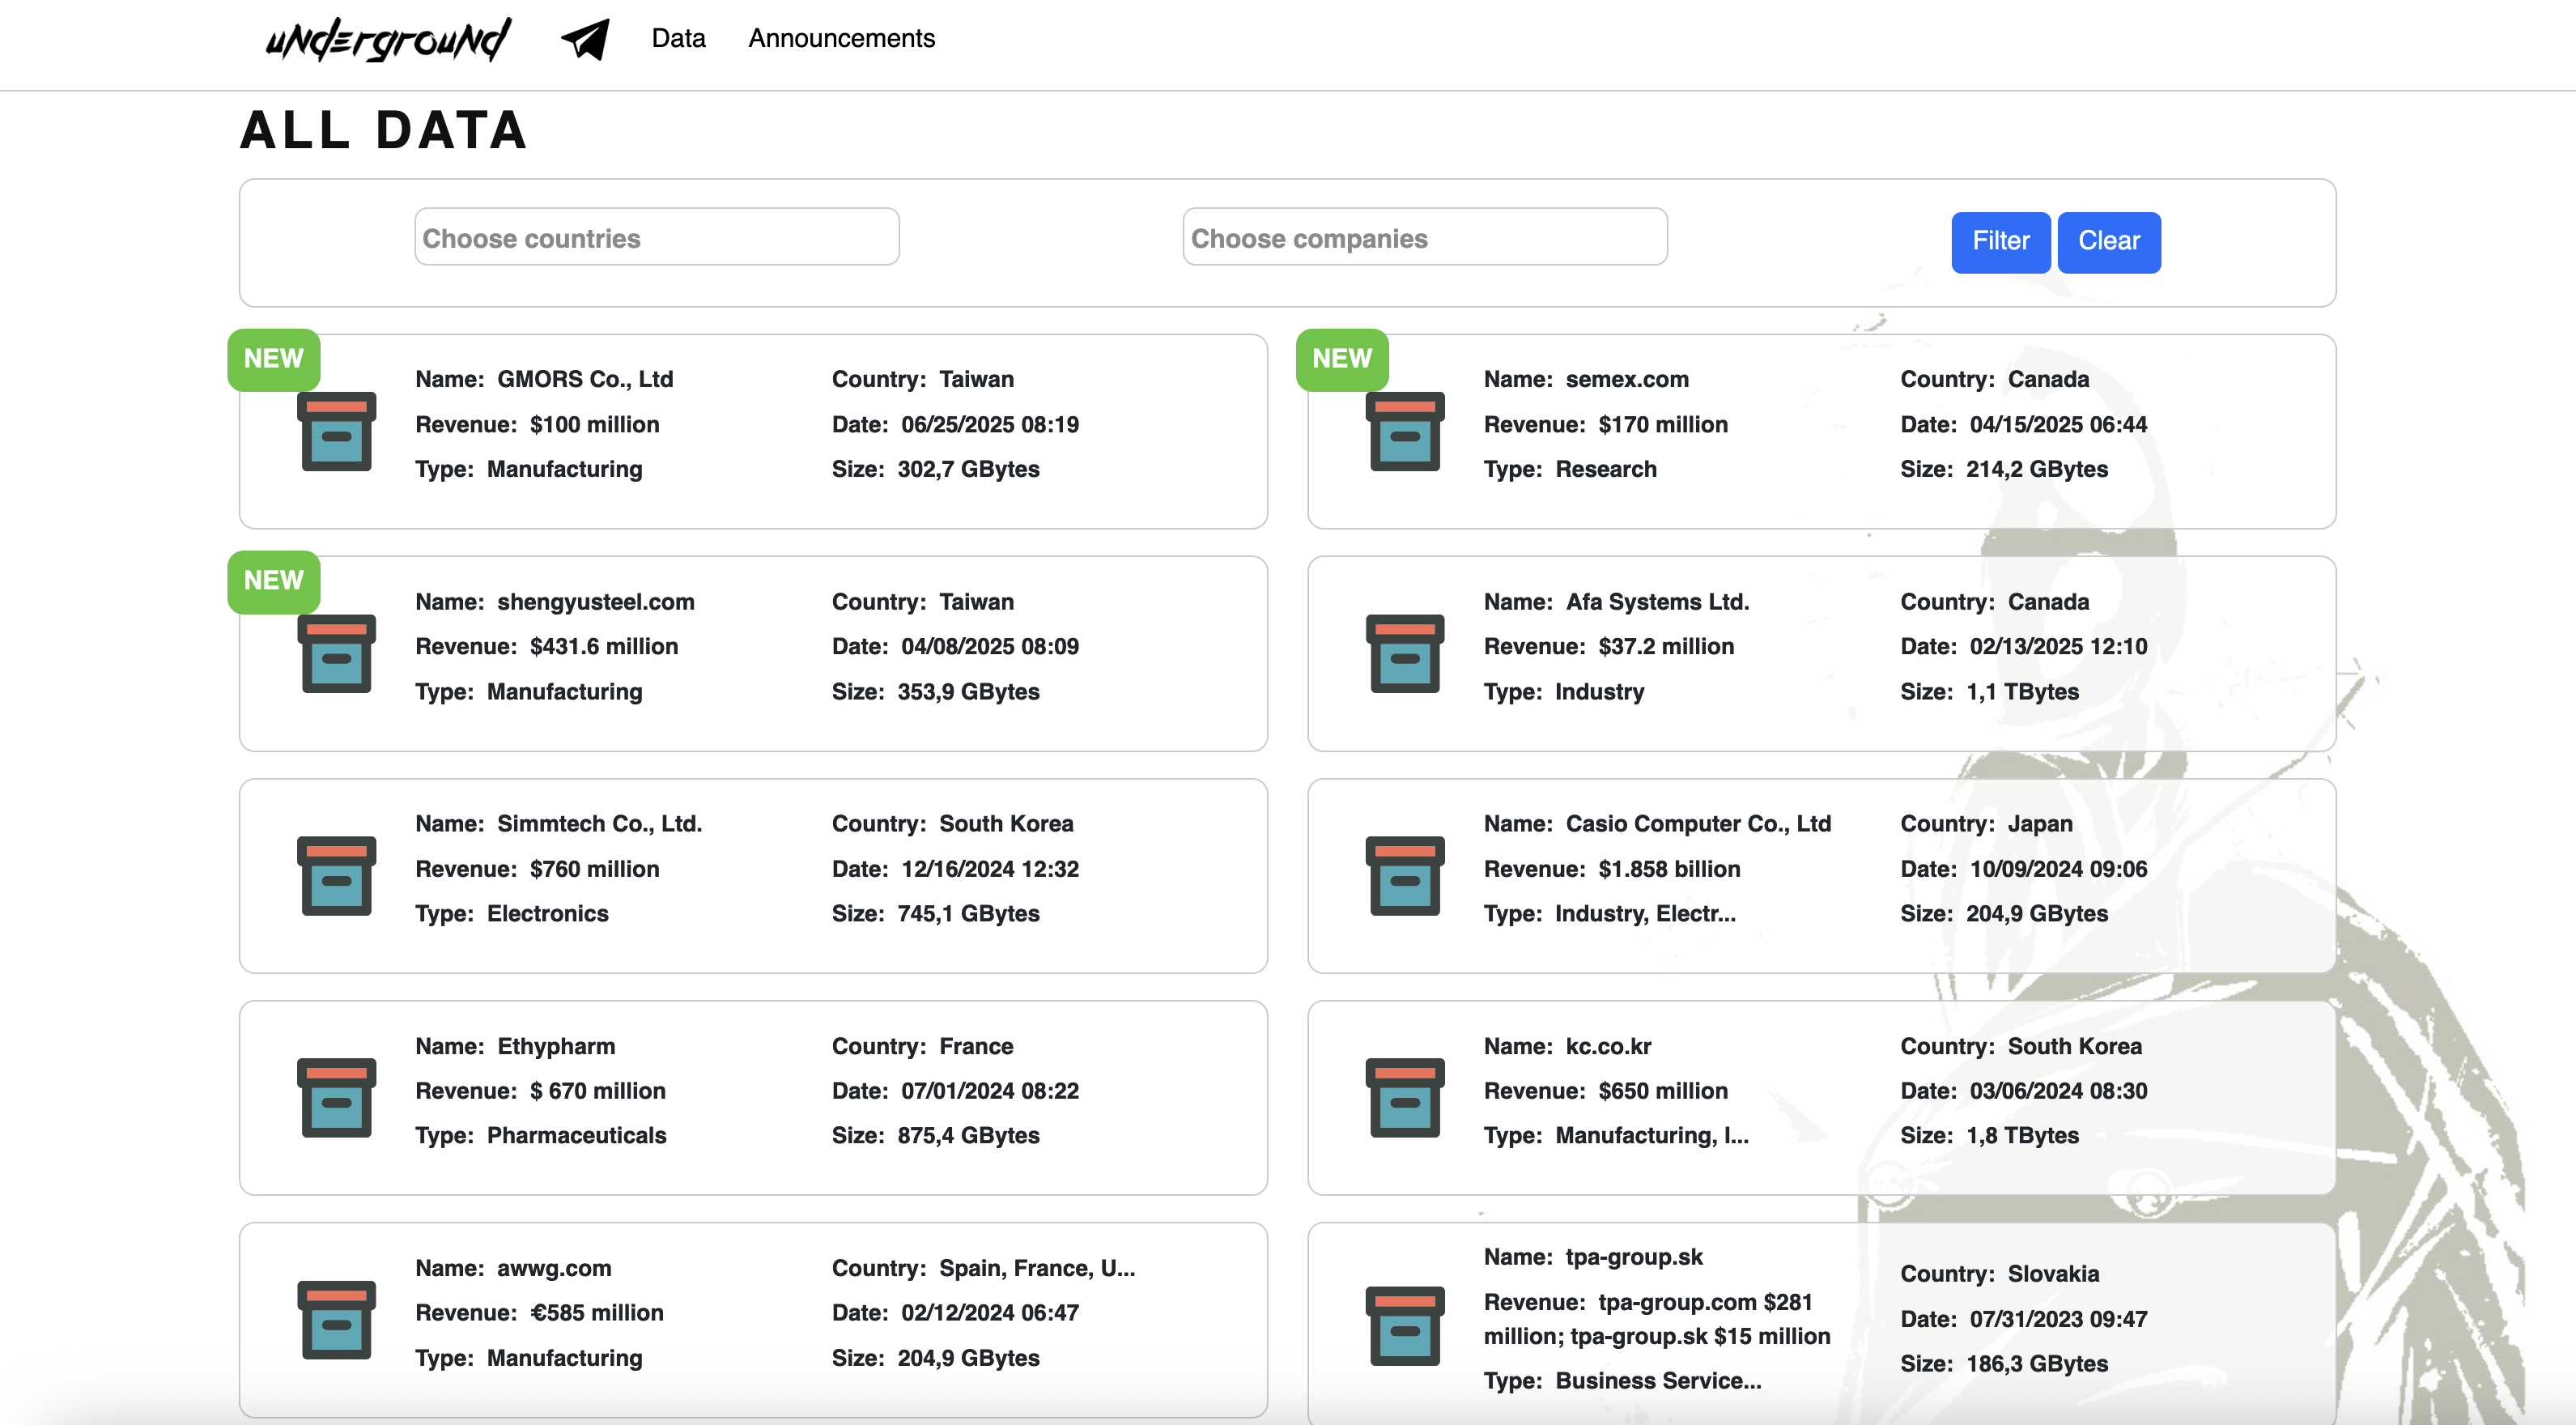 uNdergrouNd
Data
Announcements
ALL DATA
Choose countries
Choose companies
Filter
Clear
NEW
Name: GMORS Co., Ltd
Revenue: $100 million
Type: Manufacturing
Country: Taiwan
Date: 06/25/2025 08:19
Size: 302,7 GBytes
NEW
Name: semex.com
Revenue: $170 million
Type: Research
Country: Canada
Date: 04/15/2025 06:44
Size: 214,2 GBytes
NEW
Name: shengyusteel.com
Revenue: $431.6 million
Type: Manufacturing
Country: Taiwan
Date: 04/08/2025 08:09
Size: 353,9 GBytes
Name: Afa Systems Ltd.
Revenue: $37.2 million
Type: Industry
Country: Canada
Date: 02/13/2025 12:10
Size: 1,1 TBytes
Name: Simmtech Co., Ltd.
Revenue: $760 million
Type: Electronics
Country: South Korea
Date: 12/16/2024 12:32
Size: 745,1 GBytes
Name: Casio Computer Co., Ltd
Revenue: $1.858 billion
Type: Industry, Electr...
Country: Japan
Date: 10/09/2024 09:06
Size: 204,9 GBytes
Name: Ethypharm
Revenue: $ 670 million
Type: Pharmaceuticals
Country: France
Date: 07/01/2024 08:22
Size: 875,4 GBytes
Name: kc.co.kr
Revenue: $650 million
Type: Manufacturing, I...
Country: South Korea
Date: 03/06/2024 08:30
Size: 1,8 TBytes
Name: awwg.com
Revenue: €585 million
Type: Manufacturing
Country: Spain, France, U...
Date: 02/12/2024 06:47
Size: 204,9 GBytes
Name: tpa-group.sk
Revenue: tpa-group.com $281
million; tpa-group.sk $15 million
Type: Business Service...
Country: Slovakia
Date: 07/31/2023 09:47
Size: 186,3 GBytes